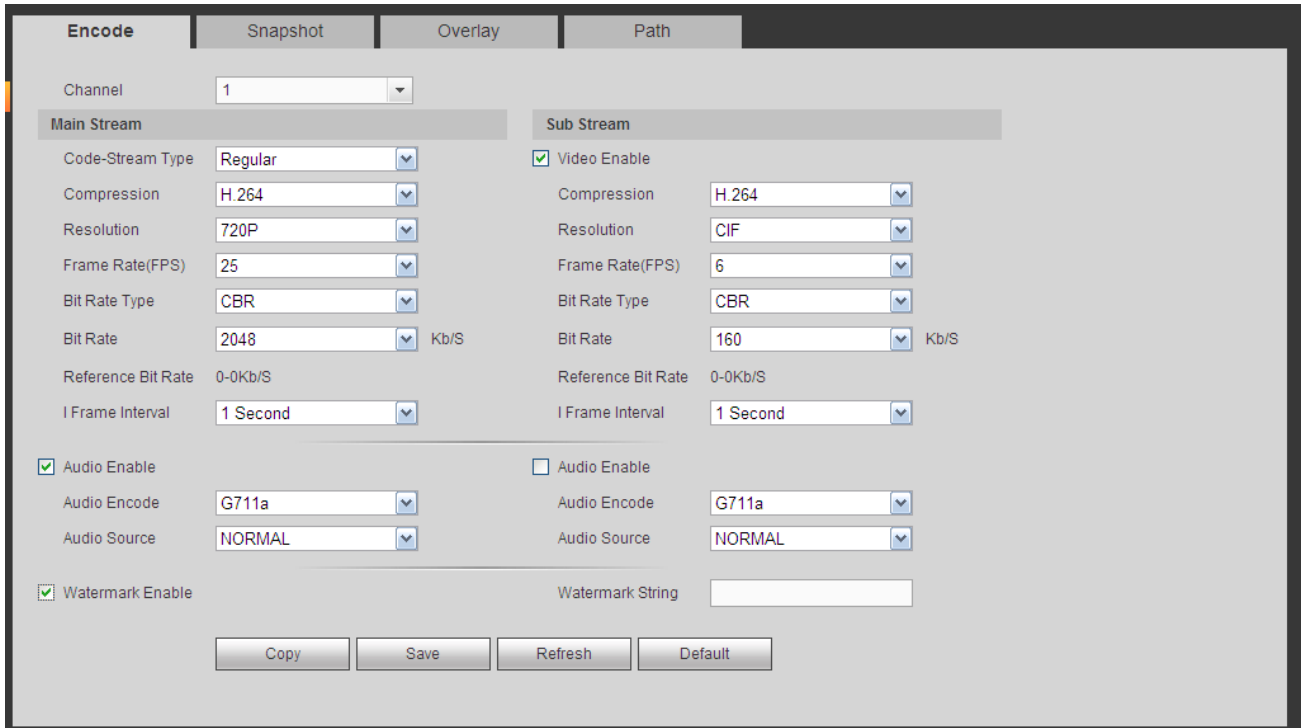 Encode Snapshot Overlay Path
Channel 1
Main Stream Sub Stream
Code-Stream Type Regular Video Enable
Compression H.264 Compression H.264
Resolution 720P Resolution CIF
Frame Rate(FPS) 25 Frame Rate(FPS) 6
Bit Rate Type CBR Bit Rate Type CBR
Bit Rate 2048 Kb/S Bit Rate 160 Kb/S
Reference Bit Rate 0-0Kb/S Reference Bit Rate 0-0Kb/S
I Frame Interval 1 Second I Frame Interval 1 Second
Audio Enable Audio Enable
Audio Encode G711a Audio Encode G711a
Audio Source NORMAL Audio Source NORMAL
Watermark Enable Watermark String
Copy Save Refresh Default